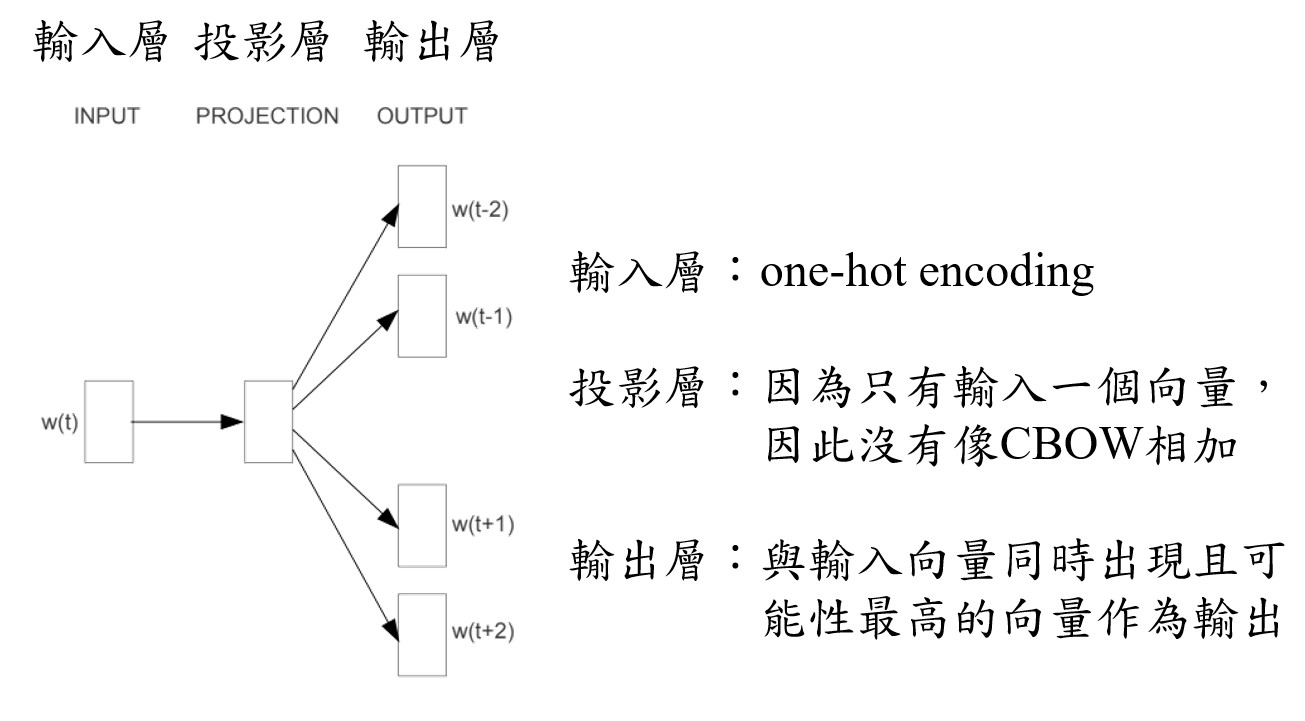 輸入層 投影層 輸出層
INPUT PROJECTION OUTPUT
w(t-2)
w(t-1)
w(t)
w(t+1)
w(t+2)
輸入層：one-hot encoding
投影層：因為只有輸入一個向量，
因此沒有像CBOW相加
輸出層：與輸入向量同時出現且可
能性最高的向量作為輸出